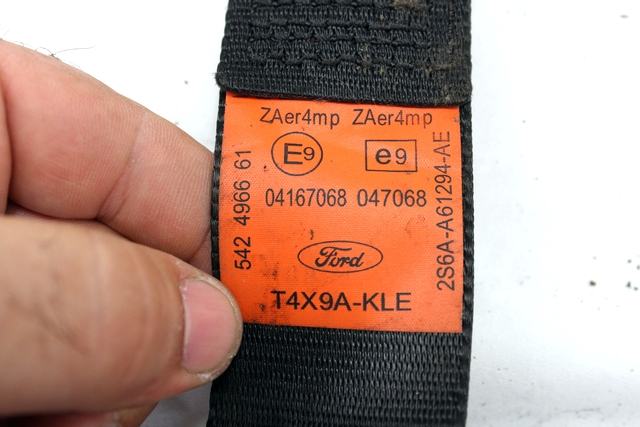 ZAer4mp ZAer4mp
E9 e9
04167068 047068
Ford
T4X9A-KLE
542 4966 61
2S6A-A61294-AE